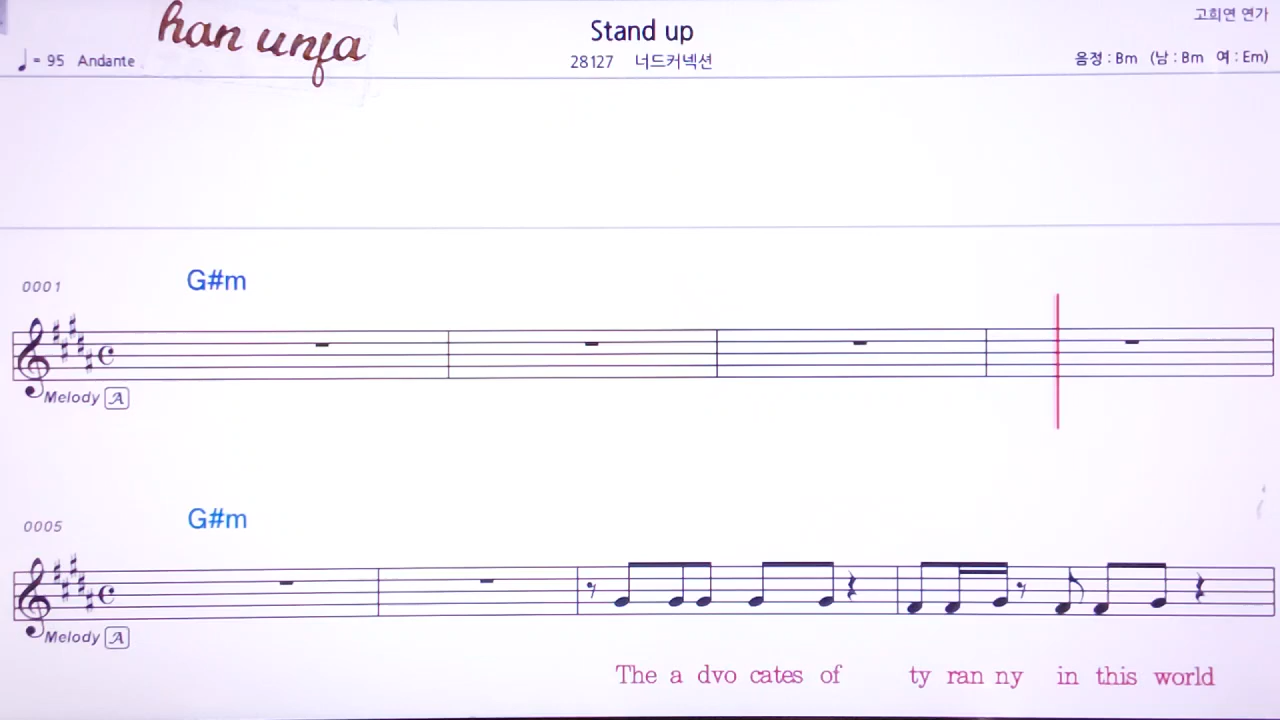 고희연 연가
han unfa
Stand up
♩ = 95 Andante
28127 너드커넥션
음정 : Bm (남 : Bm 여 : Em)
0001
G#m
Melody A
0005
G#m
Melody A
The a dvo cates of ty ran ny in this world